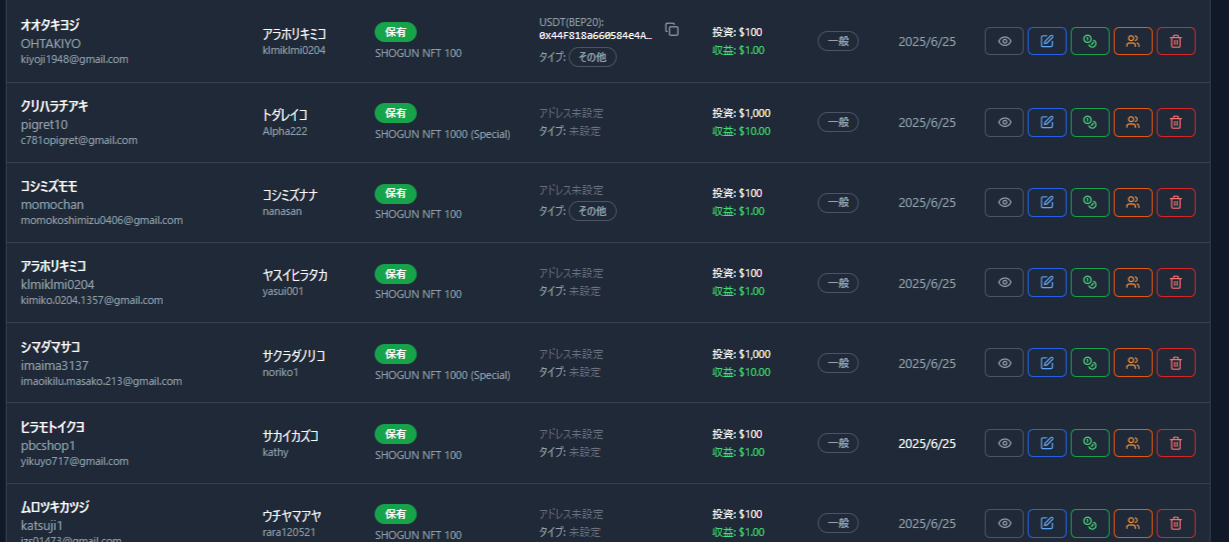 オオタキヨジ
OHTAKIYO
kiyoji1948@gmail.com
アラホリキミコ
klmiklmi0204
保有
SHOGUN NFT 100
USDT(BEP20):
0x44F818a660584e4A...
タイプ: その他
投資: $100
収益: $1.00
一般
2025/6/25
クリハラチアキ
pigret10
c781opigret@gmail.com
トダレイコ
Alpha222
保有
SHOGUN NFT 1000 (Special)
アドレス未設定
タイプ: 未設定
投資: $1,000
収益: $10.00
一般
2025/6/25
コシミズモモ
momochan
momokoshimizu0406@gmail.com
コシミズナナ
nanasan
保有
SHOGUN NFT 100
アドレス未設定
タイプ: その他
投資: $100
収益: $1.00
一般
2025/6/25
アラホリキミコ
klmiklmi0204
kimiko.0204.1357@gmail.com
ヤスイヒラタカ
yasui001
保有
SHOGUN NFT 100
アドレス未設定
タイプ: 未設定
投資: $100
収益: $1.00
一般
2025/6/25
シマダマサコ
imaima3137
imaoikilu.masako.213@gmail.com
サクラダノリコ
noriko1
保有
SHOGUN NFT 1000 (Special)
アドレス未設定
タイプ: 未設定
投資: $1,000
収益: $10.00
一般
2025/6/25
ヒラモトイクヨ
pbcshop1
yikuyo717@gmail.com
サカイカズコ
kathy
保有
SHOGUN NFT 100
アドレス未設定
タイプ: 未設定
投資: $100
収益: $1.00
一般
2025/6/25
ムロツキカツジ
katsuji1
izs01473@gmail.com
ウチヤマアヤ
rara120521
保有
SHOGUN NFT 100
アドレス未設定
タイプ: 未設定
投資: $100
収益: $1.00
一般
2025/6/25